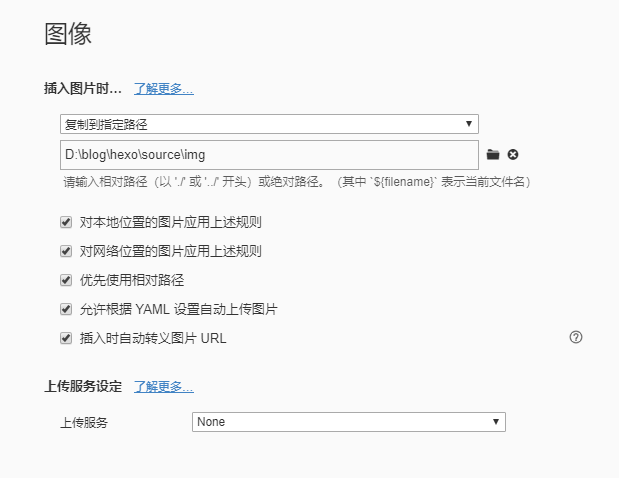 图像
插入图片时... 了解更多...
复制到指定路径
D:\blog\hexo\source\img
请输入相对路径（以 './' 或 '../' 开头）或绝对路径。（其中 `${filename}` 表示当前文件名）
对本地位置的图片应用上述规则
对网络位置的图片应用上述规则
优先使用相对路径
允许根据 YAML 设置自动上传图片
插入时自动转义图片 URL
上传服务设定 了解更多...
上传服务 None